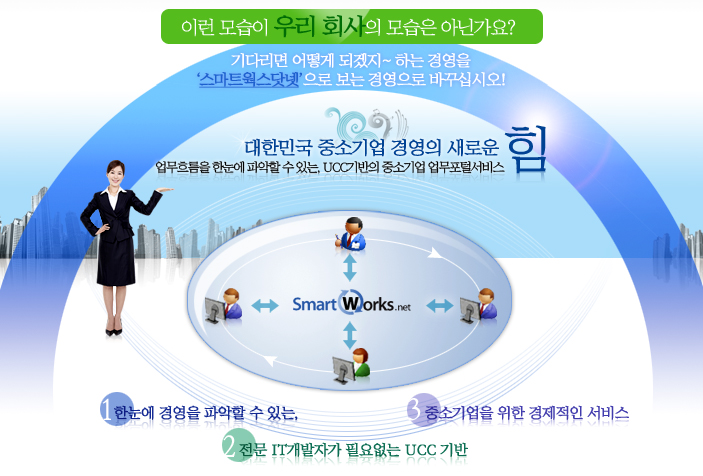 이런 모습이 우리 회사의 모습은 아닌가요?
기다리면 어떻게 되겠지~ 하는 경영을
'스마트웍스닷넷'으로 보는 경영으로 바꾸십시오!
대한민국 중소기업 경영의 새로운 힘
업무흐름을 한눈에 파악할 수 있는, UCC기반의 중소기업 업무포털서비스
Smart Works.net
1 한눈에 경영을 파악할 수 있는,
3 중소기업을 위한 경제적인 서비스
2 전문 IT개발자가 필요없는 UCC 기반